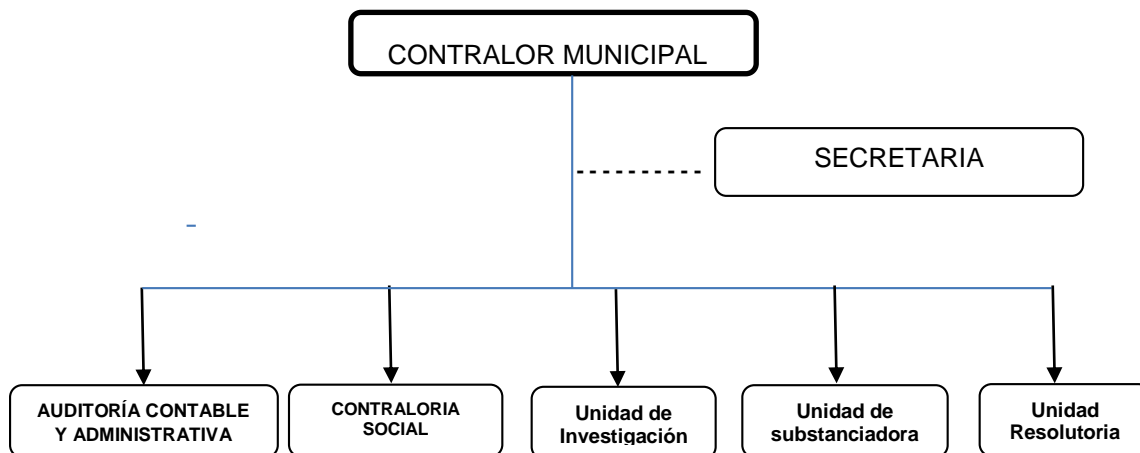 CONTRALOR MUNICIPAL
SECRETARIA
AUDITORÍA CONTABLE
Y ADMINISTRATIVA
CONTRALORIA
SOCIAL
Unidad de
Investigación
Unidad de
substanciadora
Unidad
Resolutoria